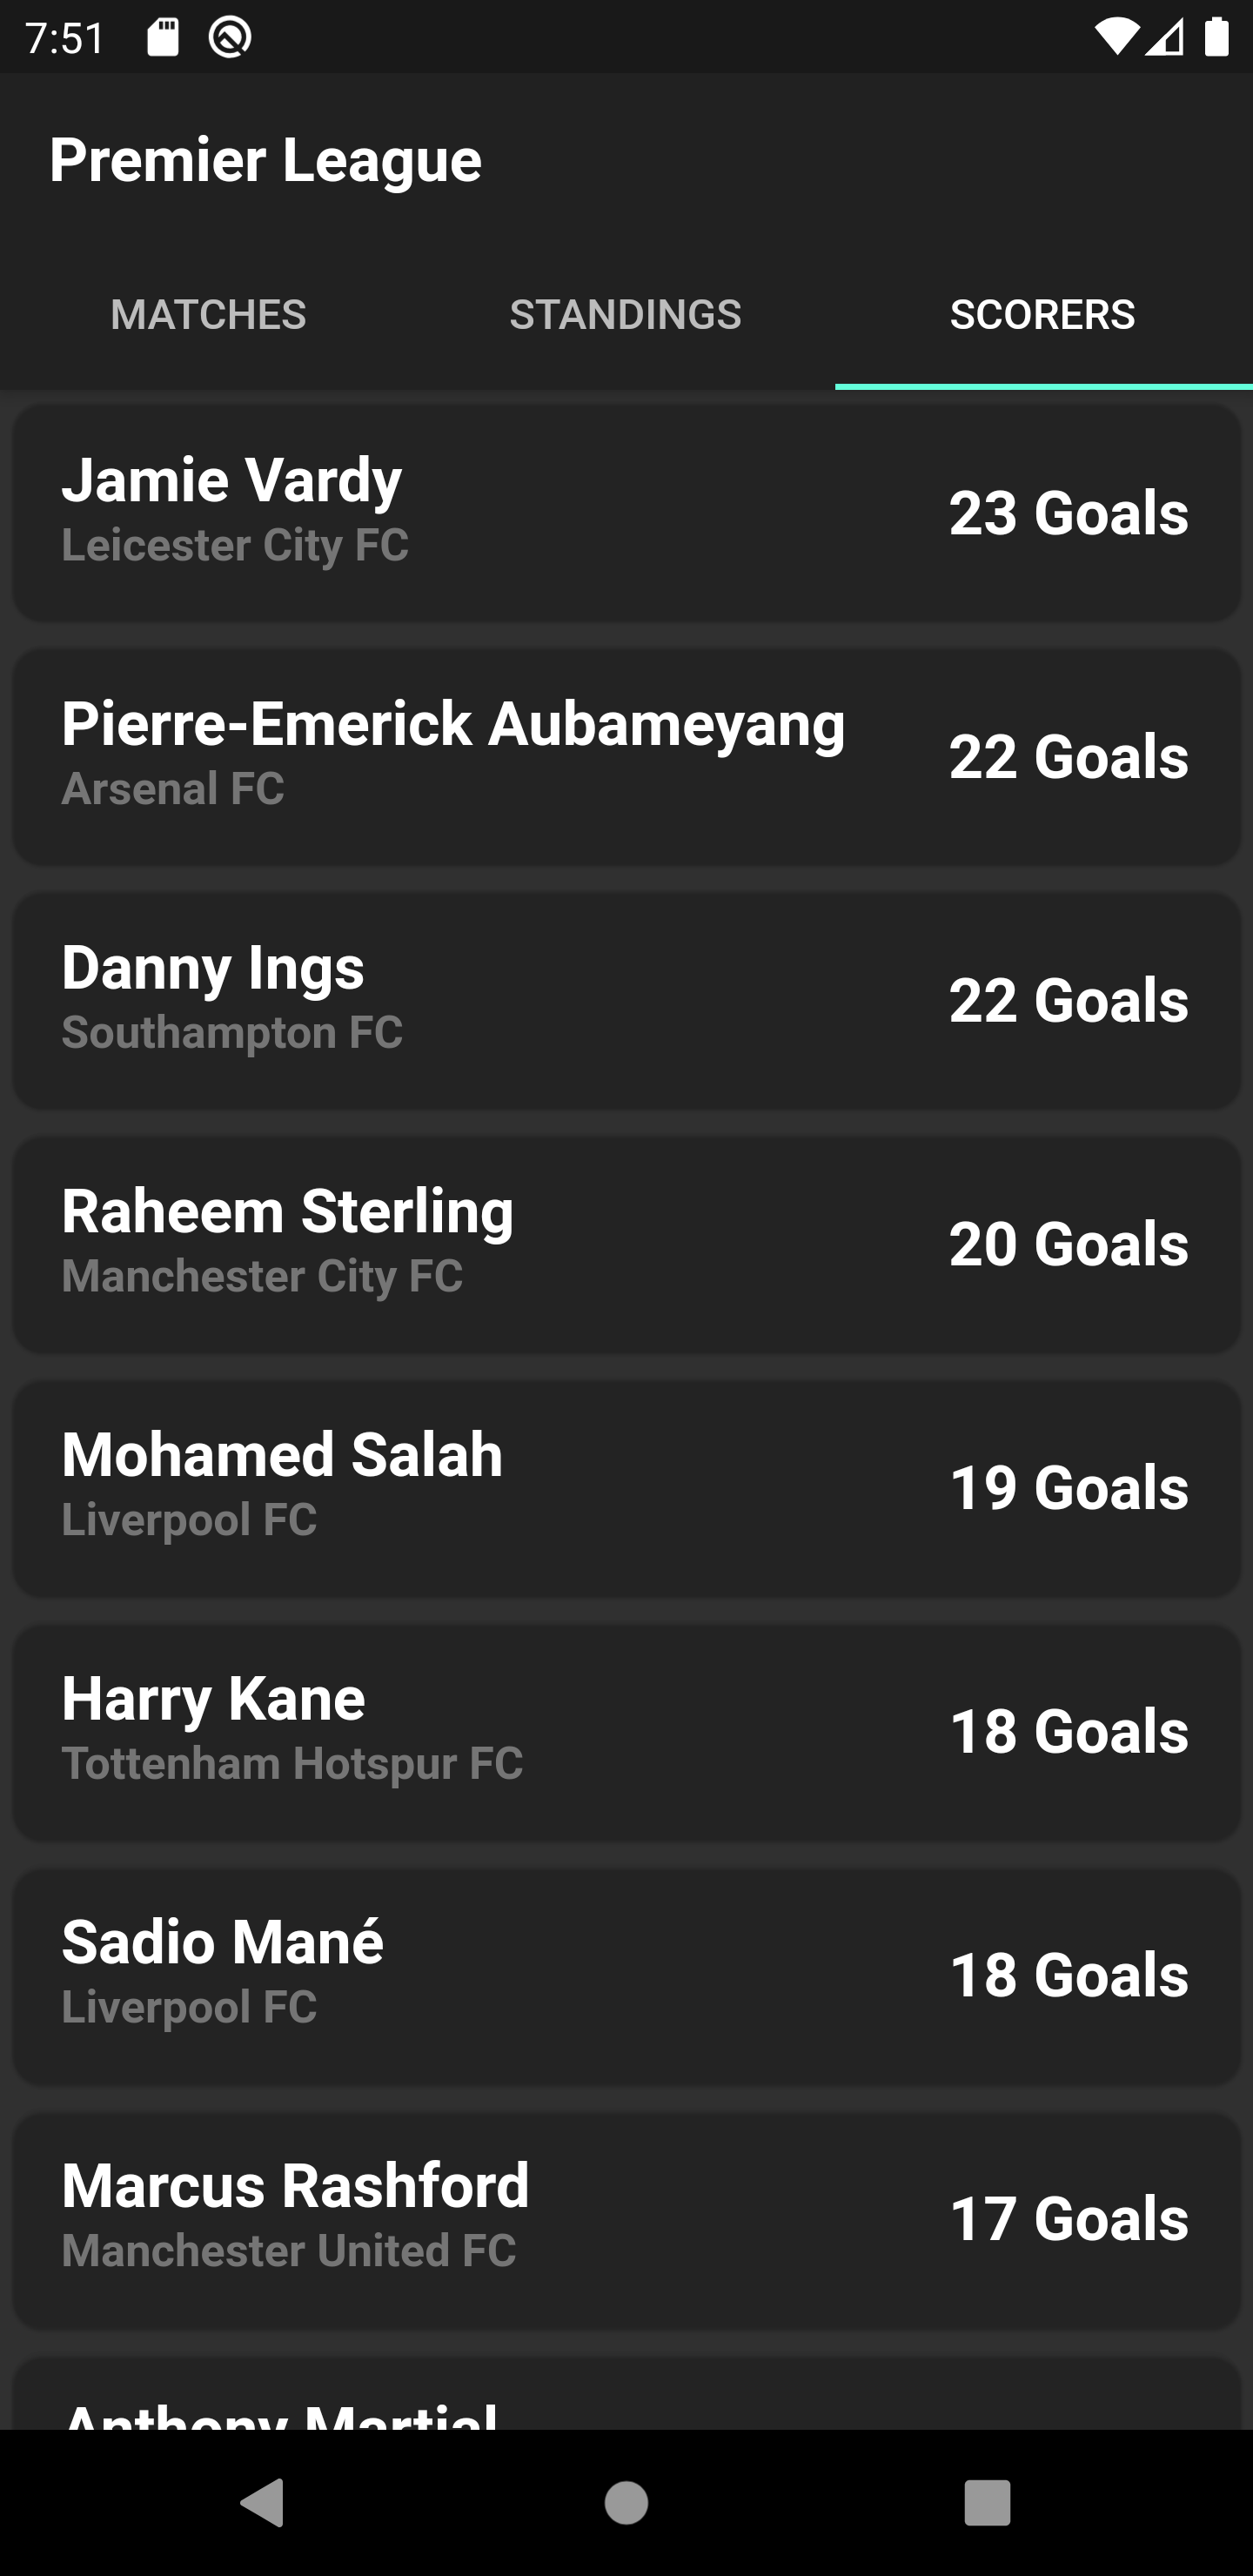 7:51
Premier League
MATCHES STANDINGS SCORERS
Jamie Vardy
Leicester City FC
23 Goals
Pierre-Emerick Aubameyang
Arsenal FC
22 Goals
Danny Ings
Southampton FC
22 Goals
Raheem Sterling
Manchester City FC
20 Goals
Mohamed Salah
Liverpool FC
19 Goals
Harry Kane
Tottenham Hotspur FC
18 Goals
Sadio Mané
Liverpool FC
18 Goals
Marcus Rashford
Manchester United FC
17 Goals
Anthony Martial